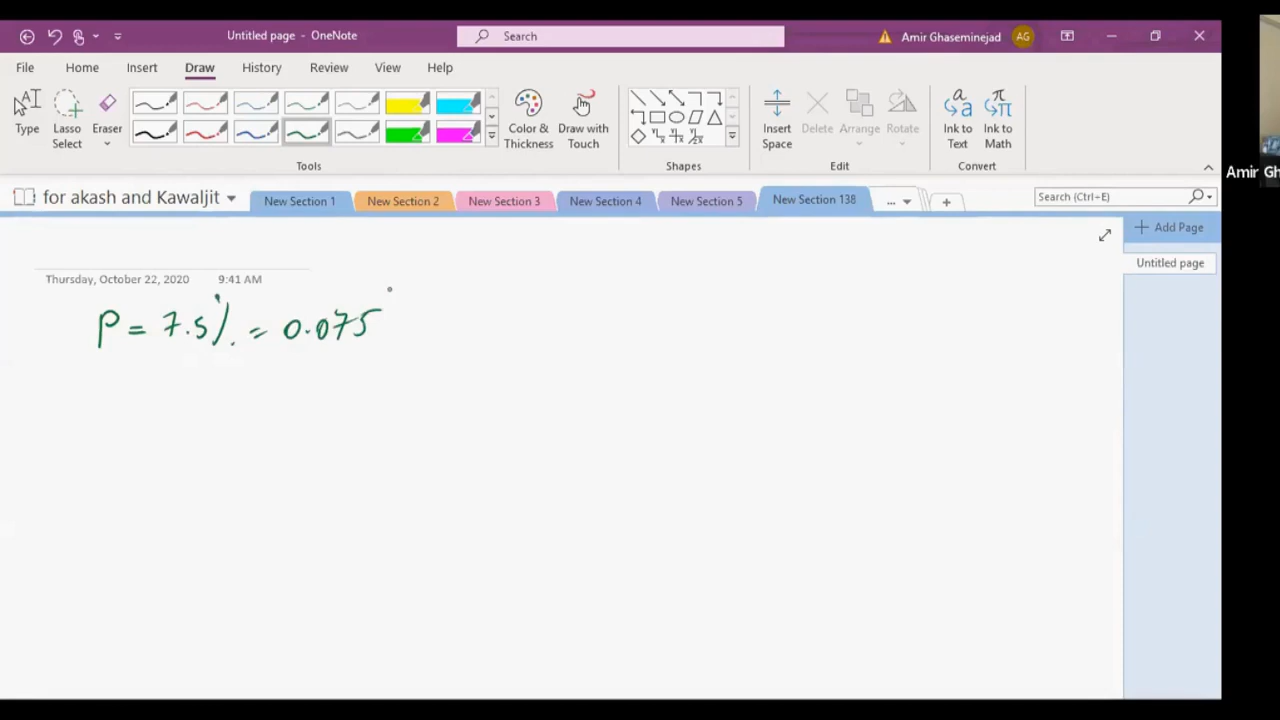 Untitled page - OneNote
Search
Amir Ghaseminejad
AG
File Home Insert Draw History Review View Help
Type
Lasso Select
Eraser
Color & Thickness
Draw with Touch
Insert Space
Delete
Arrange
Rotate
Ink to Text
Ink to Math
Tools
Shapes
Edit
Convert
for akash and Kawaljit
New Section 1 New Section 2 New Section 3 New Section 4 New Section 5 New Section 138 ...
Search (Ctrl+E)
Amir Gh
Add Page
Untitled page
Thursday, October 22, 2020 9:41 AM
P = 7.5% = 0.075